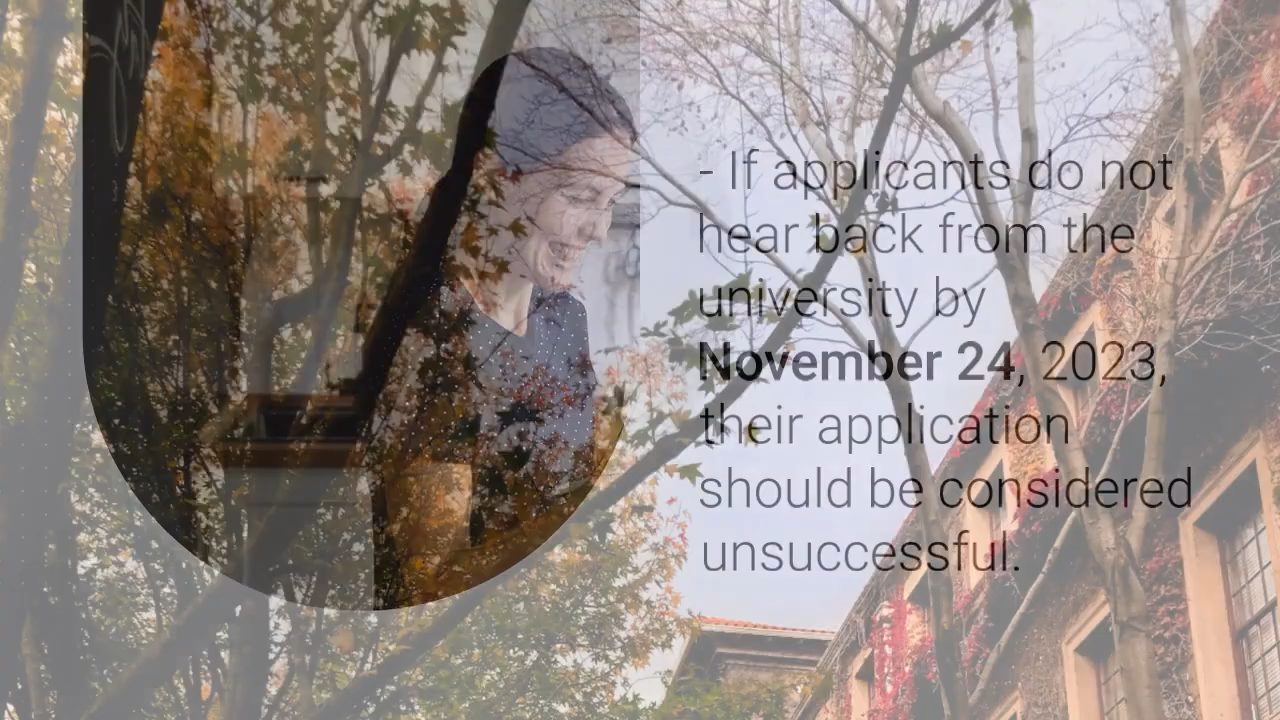 - If applicants do not
hear back from the
university by
November 24, 2023,
their application
should be considered
unsuccessful.